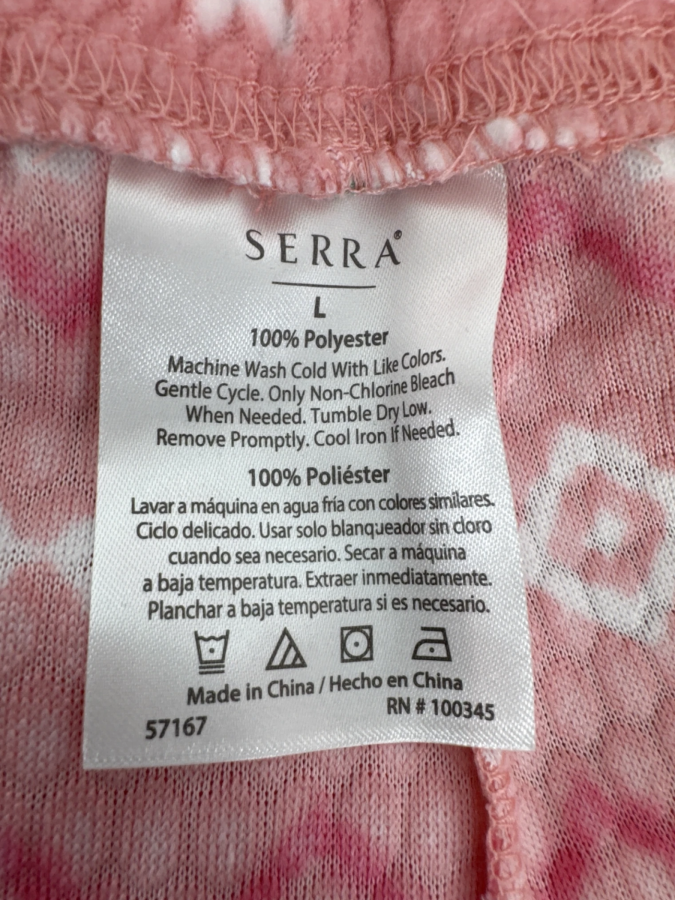 SERRA®
L
100% Polyester
Machine Wash Cold With Like Colors.
Gentle Cycle. Only Non-Chlorine Bleach
When Needed. Tumble Dry Low.
Remove Promptly. Cool Iron If Needed.
100% Poliéster
Lavar a máquina en agua fría con colores similares.
Ciclo delicado. Usar solo blanqueador sin cloro
cuando sea necesario. Secar a máquina
a baja temperatura. Extraer inmediatamente.
Planchar a baja temperatura si es necesario.
Made in China / Hecho en China
57167 RN # 100345